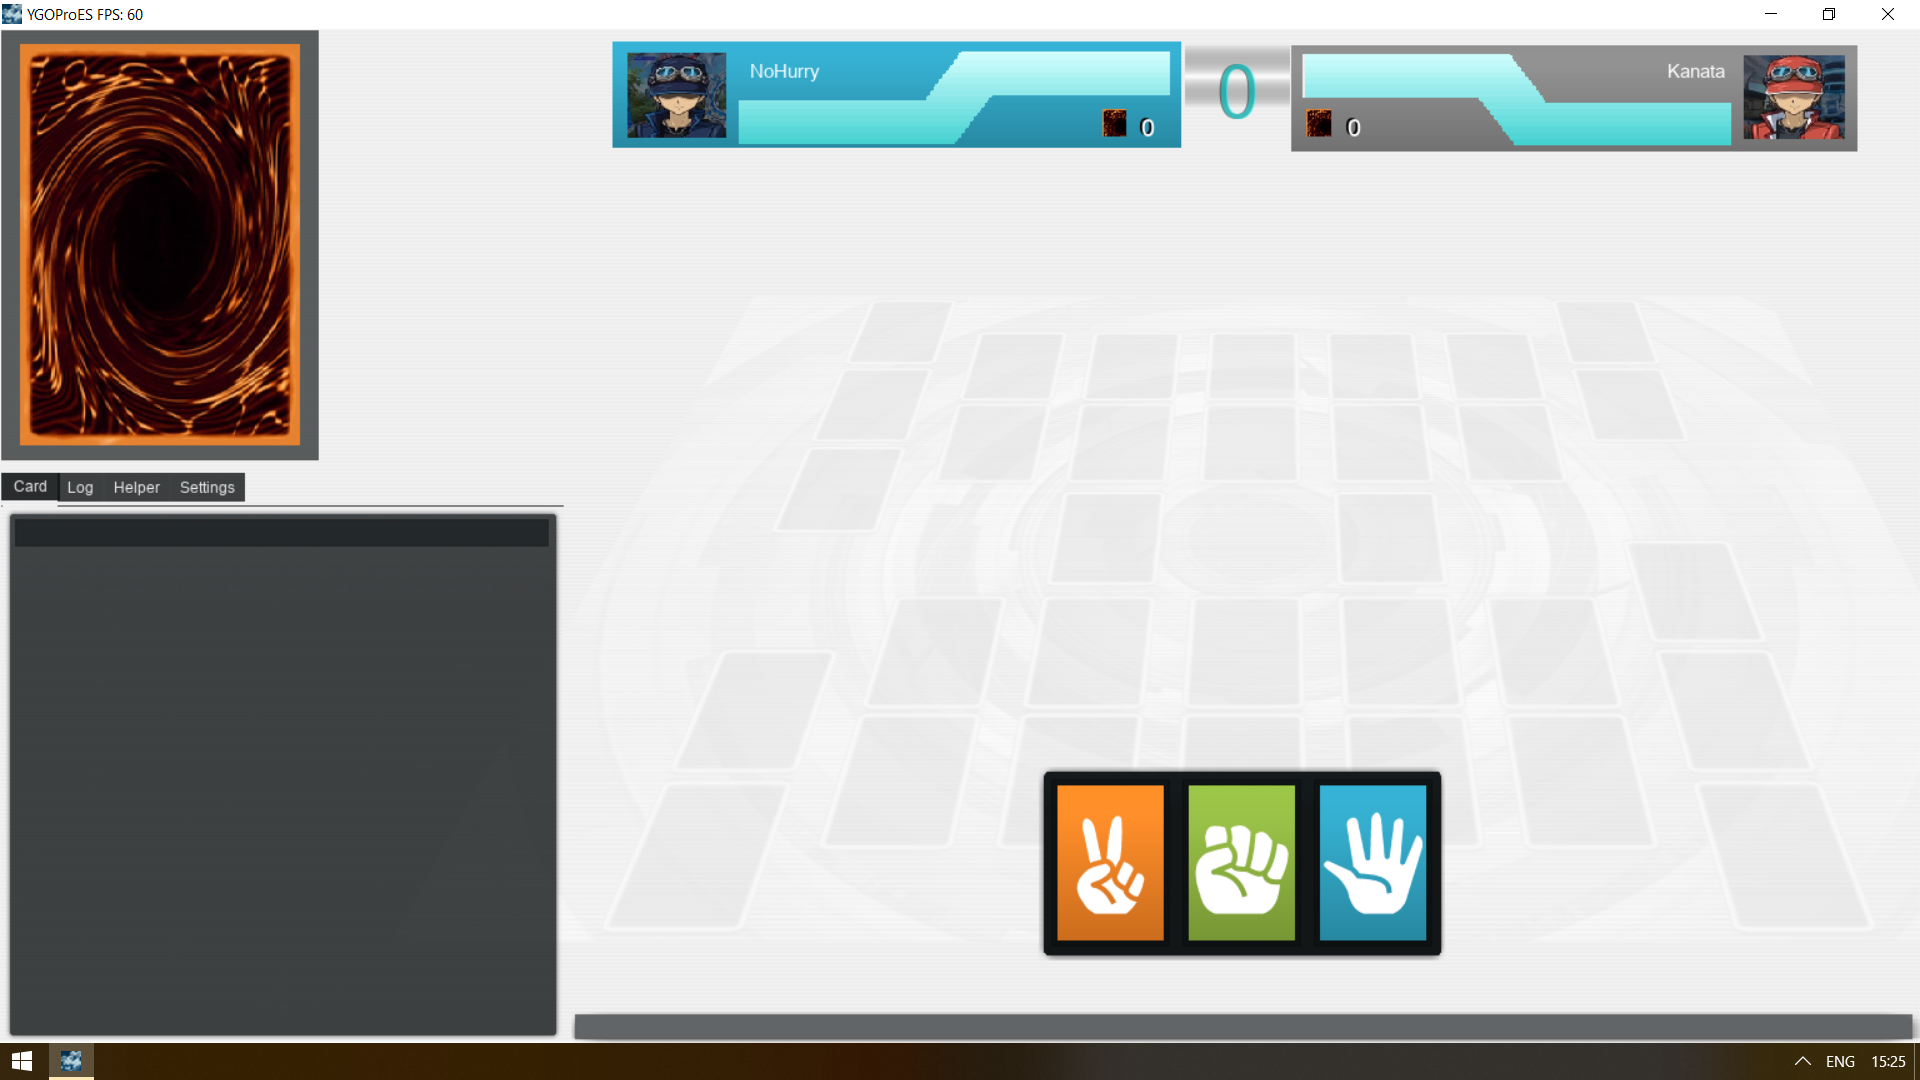 YGOProES FPS: 60
NoHurry
0
0
Kanata
0
Card
Log
Helper
Settings
ENG
15:25